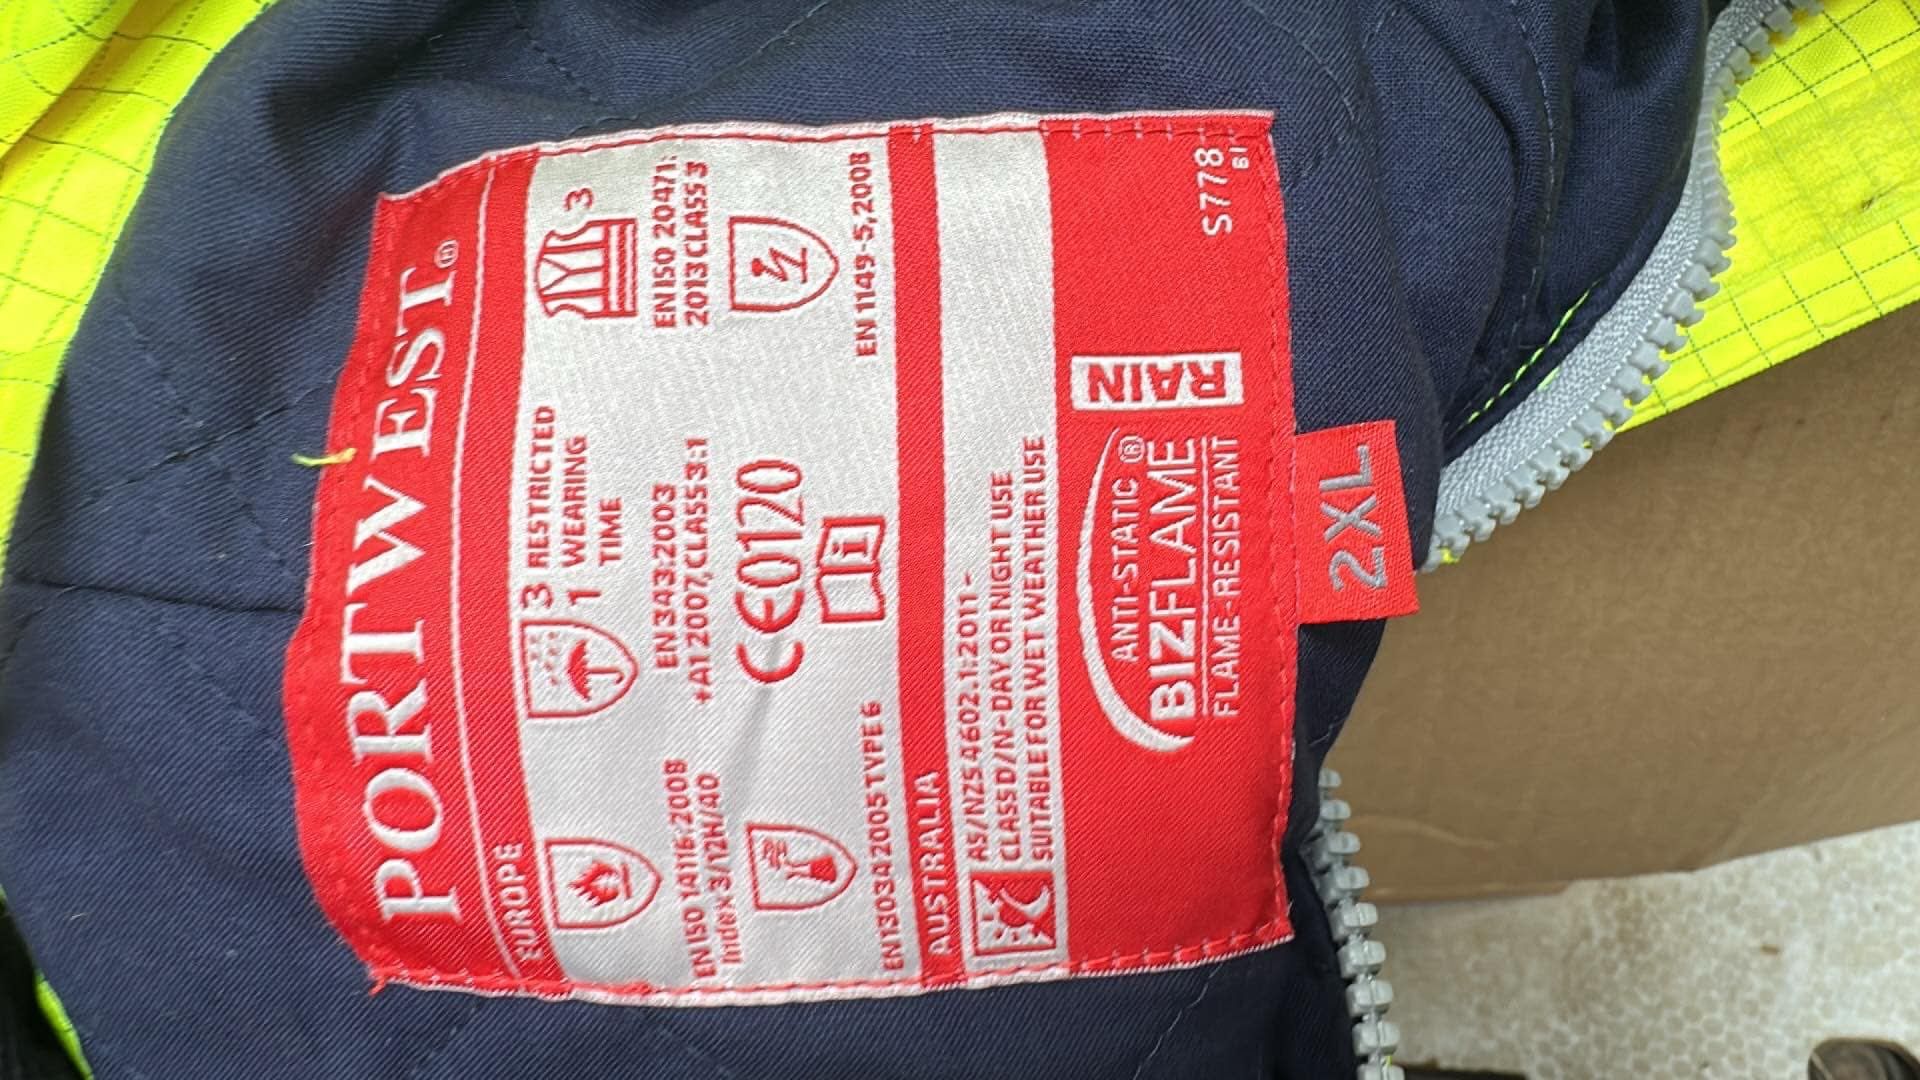 PORTWEST®
EUROPE
3 RESTRICTED
1 WEARING
TIME
3
EN ISO 14116:2008
Index 3/12H/40
EN 343:2003
+A1 2007, CLASS 3:1
EN ISO 20471:
2013 CLASS 3
CE0120
i
EN13034 2005 TYPE 6
EN 1149-5, 2008
AUSTRALIA
AS/NZS 4602.1:2011 -
CLASS D/N-DAY OR NIGHT USE
SUITABLE FOR WET WEATHER USE
ANTI-STATIC ®
BIZFLAME
FLAME-RESISTANT
RAIN
S778
2XL